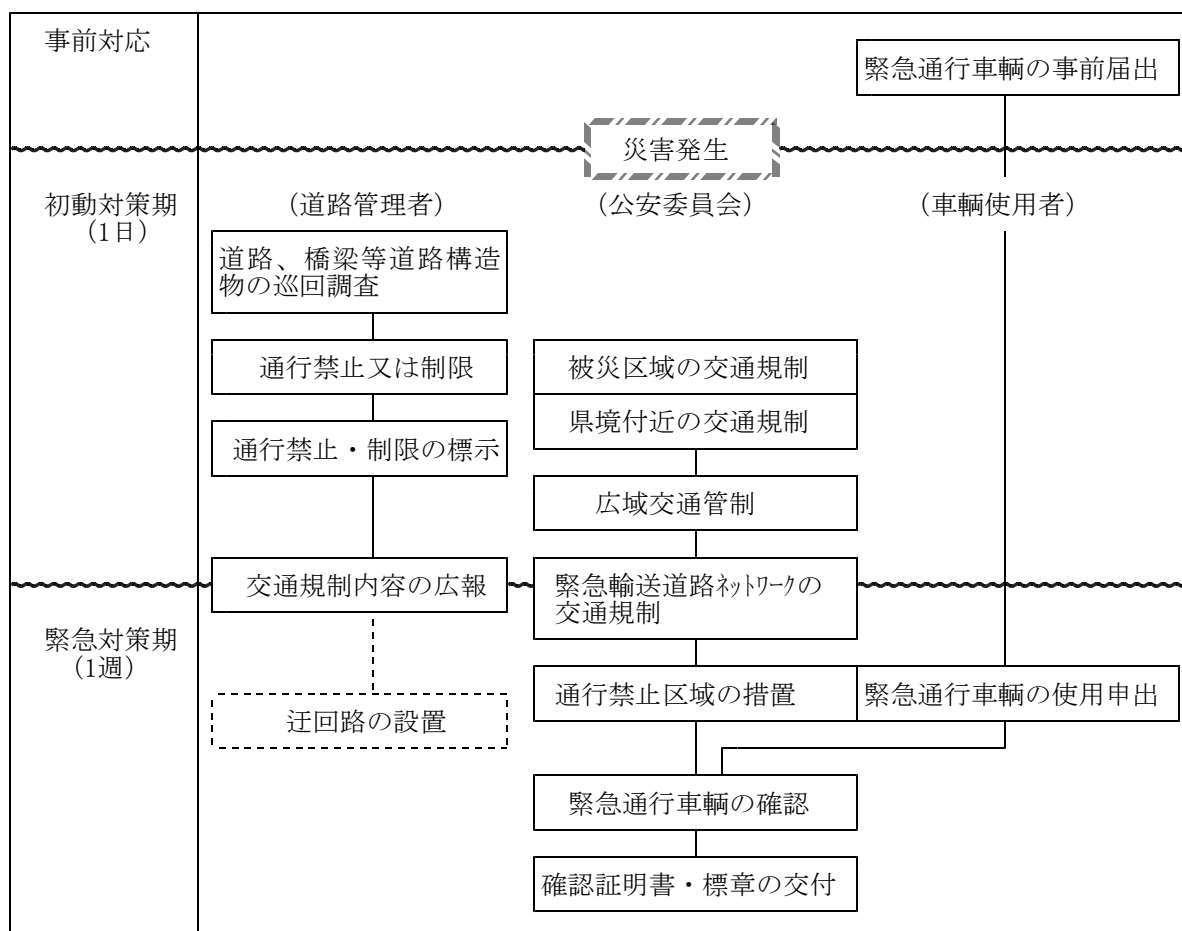 事前対応
緊急通行車輌の事前届出
災害発生
初動対策期
（1日）
（道路管理者）
（公安委員会）
（車輌使用者）
道路、橋梁等道路構造
物の巡回調査
通行禁止又は制限
被災区域の交通規制
県境付近の交通規制
通行禁止・制限の標示
広域交通管制
交通規制内容の広報
緊急輸送道路ﾈｯﾄﾜｰｸの
交通規制
緊急対策期
（1週）
通行禁止区域の措置
緊急通行車輌の使用申出
迂回路の設置
緊急通行車輌の確認
確認証明書・標章の交付